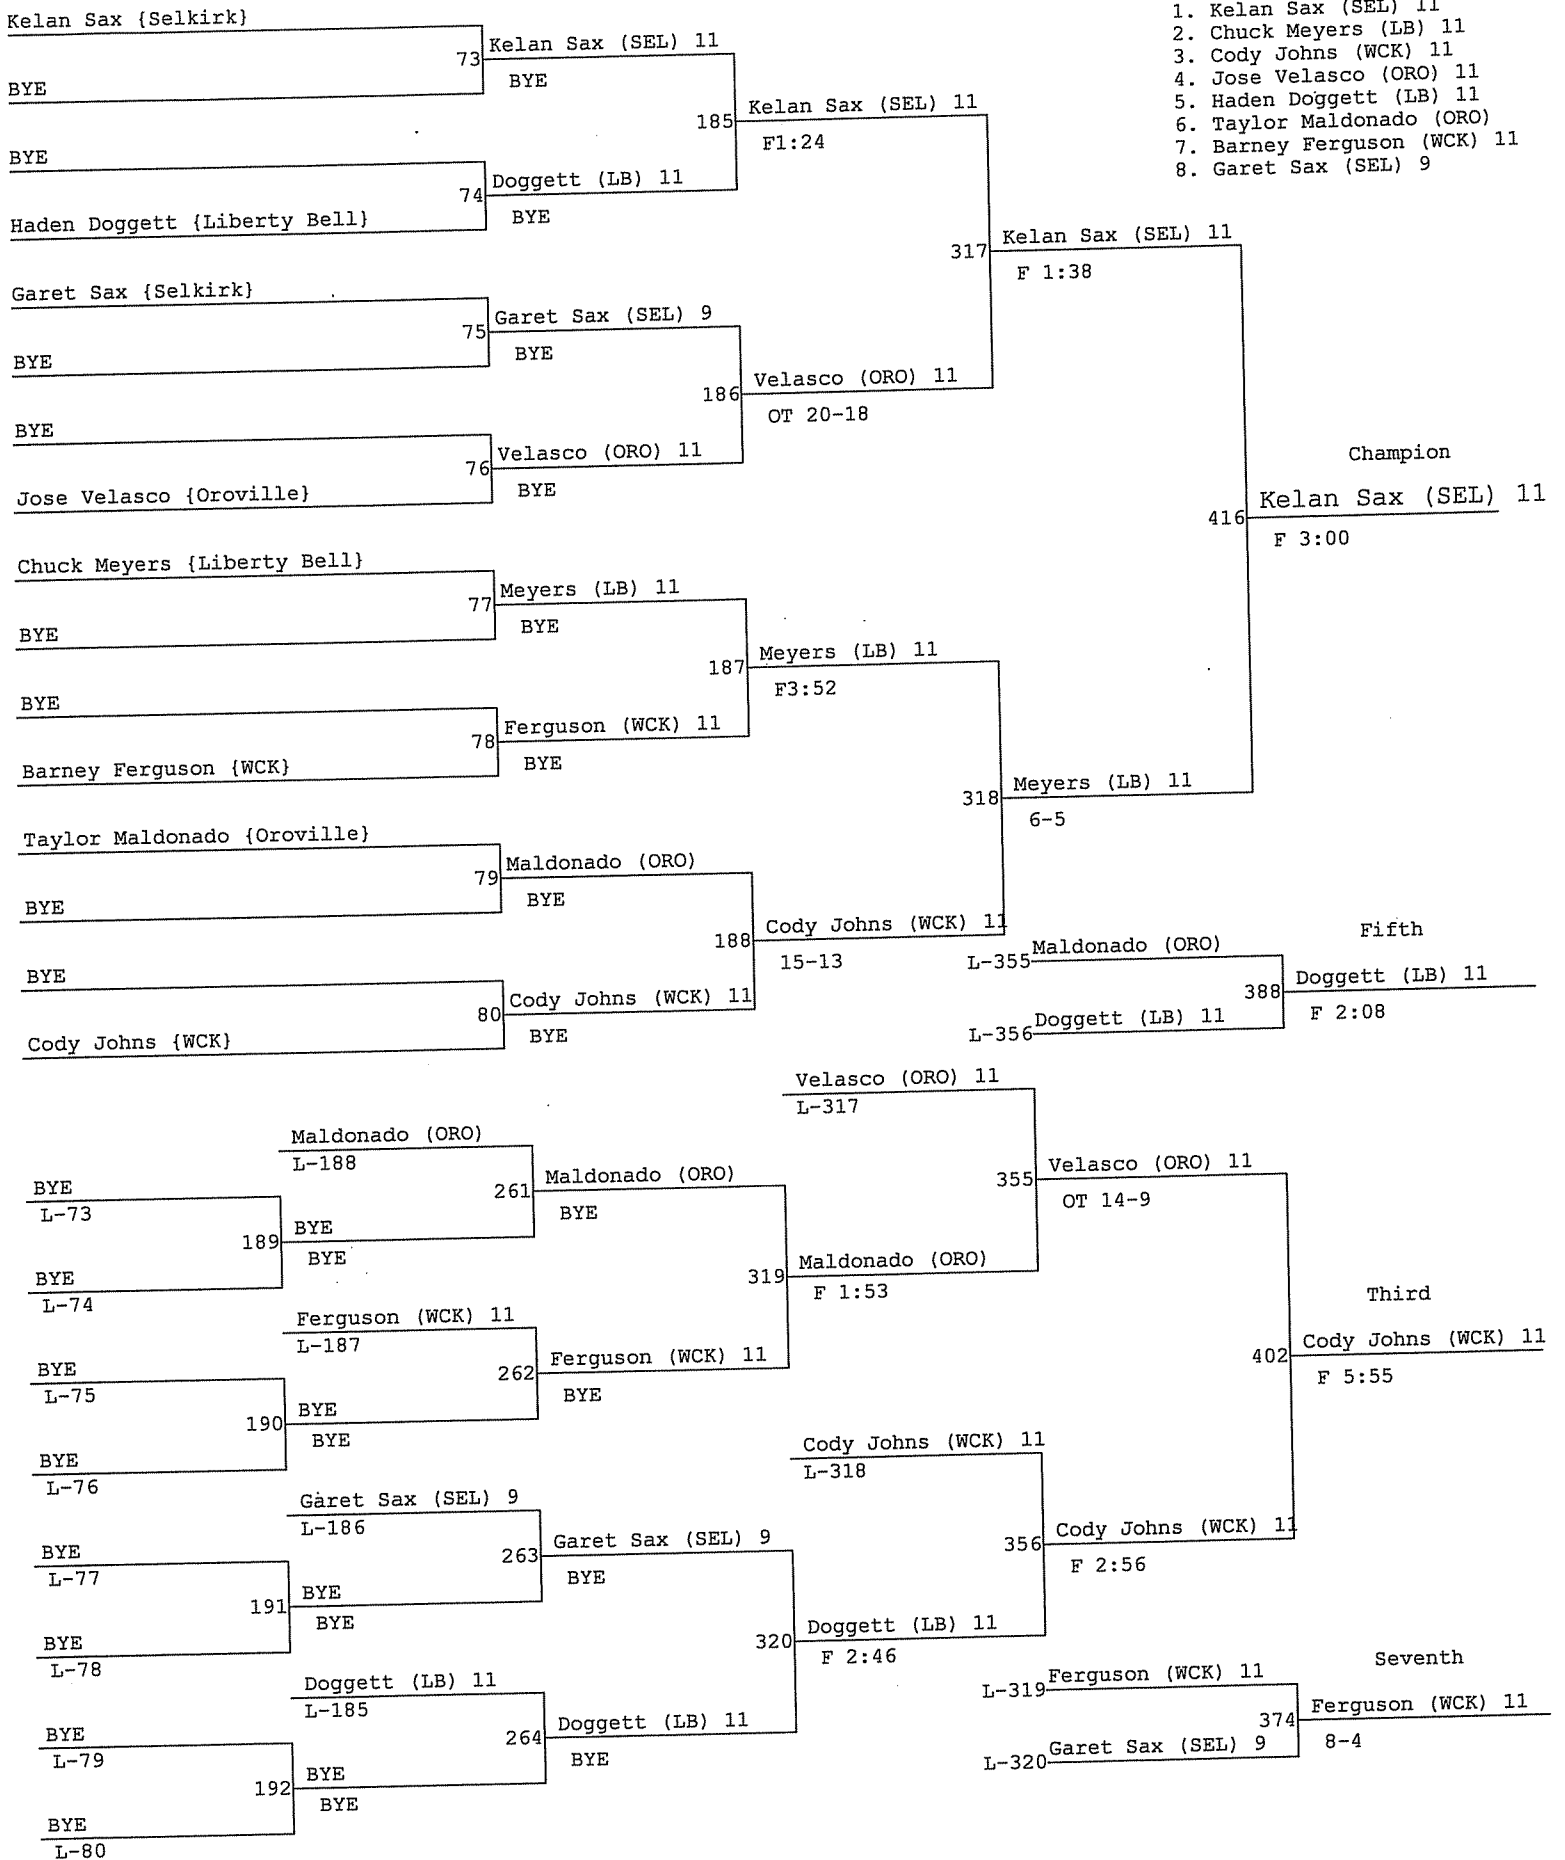 Kelan Sax {Selkirk}
73
BYE
Kelan Sax (SEL) 11
BYE
BYE
74
Haden Doggett {Liberty Bell}
Doggett (LB) 11
BYE
185
Kelan Sax (SEL) 11
F1:24
Garet Sax {Selkirk}
75
BYE
Garet Sax (SEL) 9
BYE
BYE
76
Jose Velasco {Oroville}
Velasco (ORO) 11
BYE
186
Velasco (ORO) 11
OT 20-18
317
Kelan Sax (SEL) 11
F 1:38
Chuck Meyers {Liberty Bell}
77
BYE
Meyers (LB) 11
BYE
BYE
78
Barney Ferguson {WCK}
Ferguson (WCK) 11
BYE
187
Meyers (LB) 11
F3:52
Taylor Maldonado {Oroville}
79
BYE
Maldonado (ORO)
BYE
BYE
80
Cody Johns {WCK}
Cody Johns (WCK) 11
BYE
188
Cody Johns (WCK) 11
15-13
318
Meyers (LB) 11
6-5
416
Champion
Kelan Sax (SEL) 11
F 3:00
1. Kelan Sax (SEL) 11
2. Chuck Meyers (LB) 11
3. Cody Johns (WCK) 11
4. Jose Velasco (ORO) 11
5. Haden Doggett (LB) 11
6. Taylor Maldonado (ORO)
7. Barney Ferguson (WCK) 11
8. Garet Sax (SEL) 9
Fifth
L-355 Maldonado (ORO)
388
L-356 Doggett (LB) 11
Doggett (LB) 11
F 2:08
Maldonado (ORO)
L-188
BYE
L-73
189
BYE
L-74
BYE
BYE
261
Maldonado (ORO)
BYE
Ferguson (WCK) 11
L-187
BYE
L-75
190
BYE
L-76
BYE
BYE
262
Ferguson (WCK) 11
BYE
319
Maldonado (ORO)
F 1:53
Velasco (ORO) 11
L-317
355
Velasco (ORO) 11
OT 14-9
Garet Sax (SEL) 9
L-186
BYE
L-77
191
BYE
L-78
BYE
BYE
263
Garet Sax (SEL) 9
BYE
Doggett (LB) 11
L-185
BYE
L-79
192
BYE
L-80
BYE
BYE
264
Doggett (LB) 11
BYE
320
Doggett (LB) 11
F 2:46
Cody Johns (WCK) 11
L-318
356
Cody Johns (WCK) 11
F 2:56
402
Third
Cody Johns (WCK) 11
F 5:55
Seventh
L-319 Ferguson (WCK) 11
374
L-320 Garet Sax (SEL) 9
Ferguson (WCK) 11
8-4